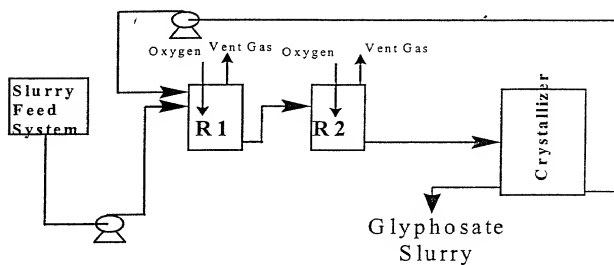 Oxygen
Vent Gas
Oxygen
Vent Gas
Slurry
Feed
System
R1
R2
Crystallizer
Glyphosate
Slurry